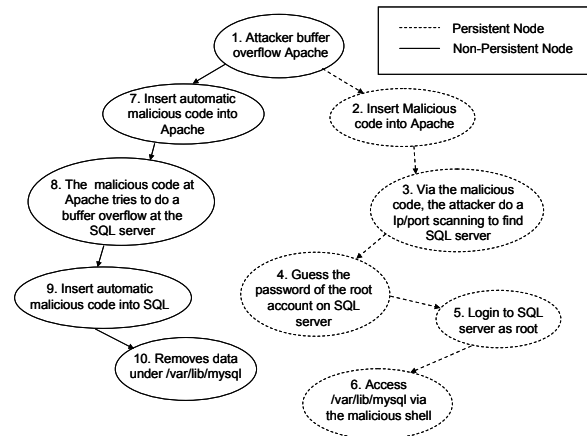 Persistent Node
Non-Persistent Node
1. Attacker buffer
overflow Apache
7. Insert automatic
malicious code into
Apache
2. Insert Malicious
code into Apache
8. The malicious code at
Apache tries to do a
buffer overflow at the
SQL server
3. Via the malicious
code, the attacker do a
Ip/port scanning to find
SQL server
4. Guess the
password of the root
account on SQL
server
9. Insert automatic
malicious code into SQL
5. Login to SQL
server as root
10. Removes data
under /var/lib/mysql
6. Access
/var/lib/mysql via
the malicious shell